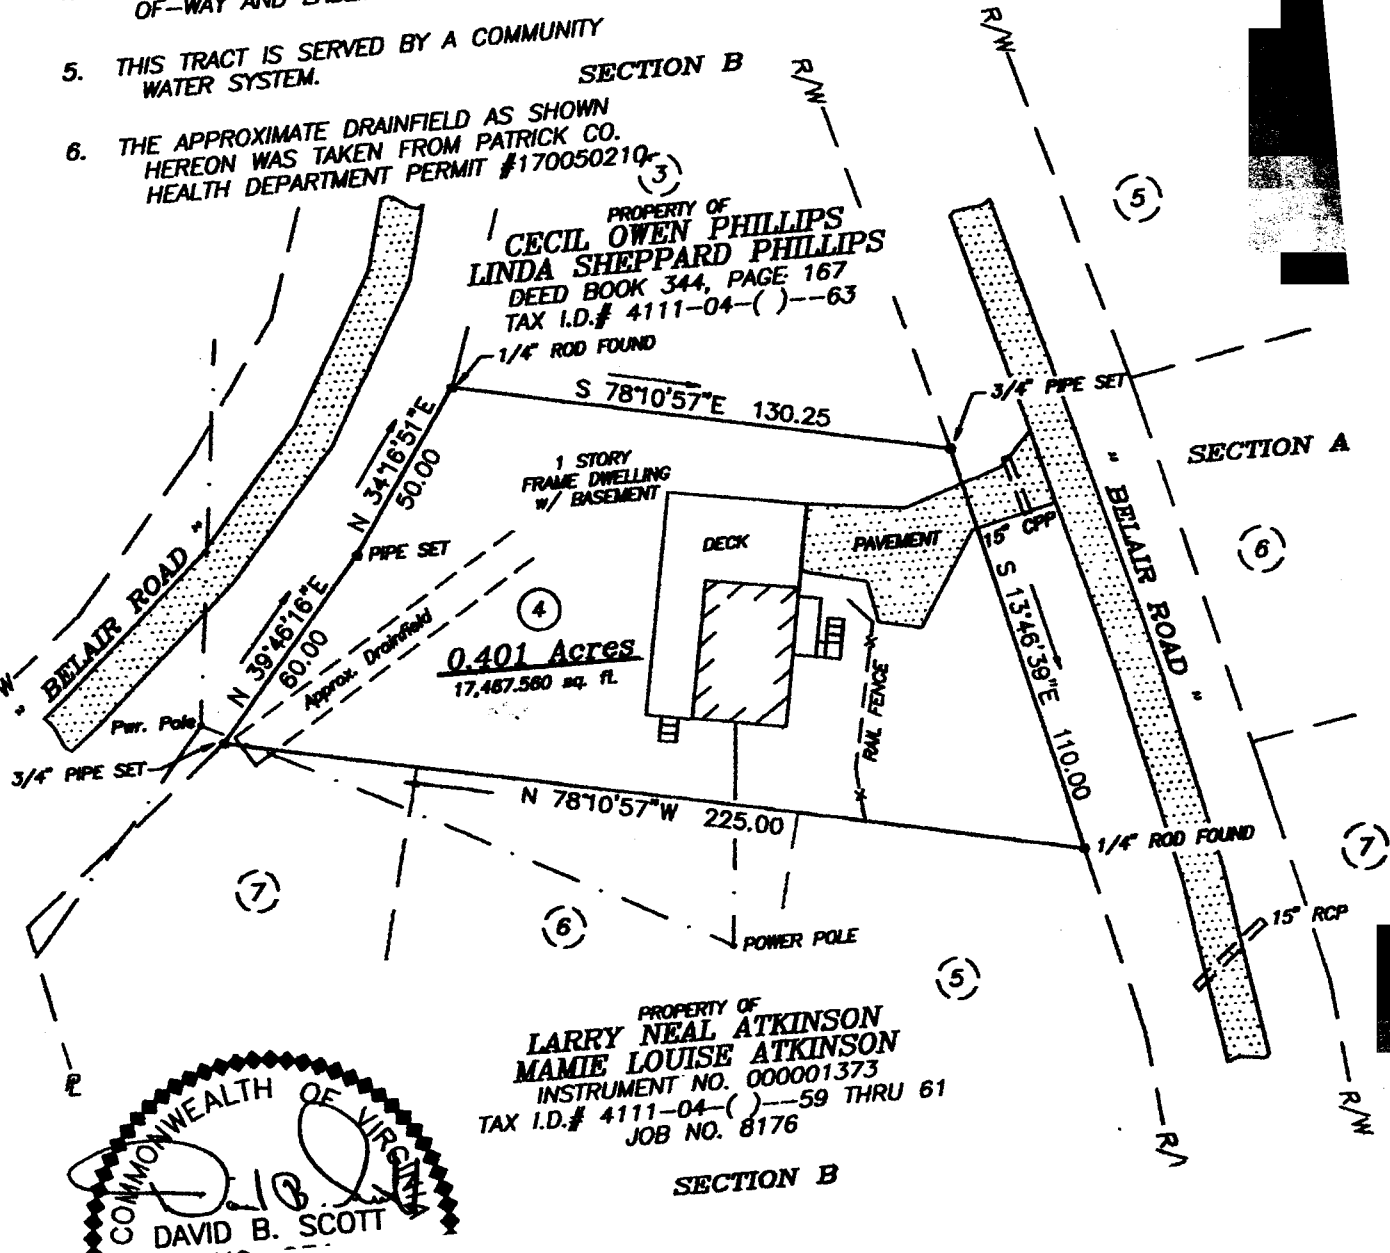 OF-WAY AND
5. THIS TRACT IS SERVED BY A COMMUNITY
WATER SYSTEM.
6. THE APPROXIMATE DRAINFIELD AS SHOWN
HEREON WAS TAKEN FROM PATRICK CO.
HEALTH DEPARTMENT PERMIT #170050210
SECTION B
R/W
R/W
3
5
PROPERTY OF
CECIL OWEN PHILLIPS
LINDA SHEPPARD PHILLIPS
DEED BOOK 344, PAGE 167
TAX I.D.# 4111-04-( )--63
1/4" ROD FOUND
S 78°10'57"E 130.25
3/4" PIPE SET
SECTION A
N 34°16'51"E
50.00
1 STORY
FRAME DWELLING
w/ BASEMENT
DECK
PAVEMENT
15" CPP
" BELAIR ROAD "
6
PIPE SET
N 39°46'16"E
60.00
Approx. Drainfield
4
0.401 Acres
17,467.560 sq. ft.
S 13°46'39"E 110.00
RAIL FENCE
W
" BELAIR ROAD "
Pwr. Pole
3/4" PIPE SET
N 78°10'57"W 225.00
1/4" ROD FOUND
7
7
6
POWER POLE
5
15" RCP
PROPERTY OF
LARRY NEAL ATKINSON
MAMIE LOUISE ATKINSON
INSTRUMENT NO. 000001373
TAX I.D.# 4111-04-( )---59 THRU 61
JOB NO. 8176
SECTION B
PL
R/W
R/
COMMONWEALTH OF VIRGINIA
DAVID B. SCOTT